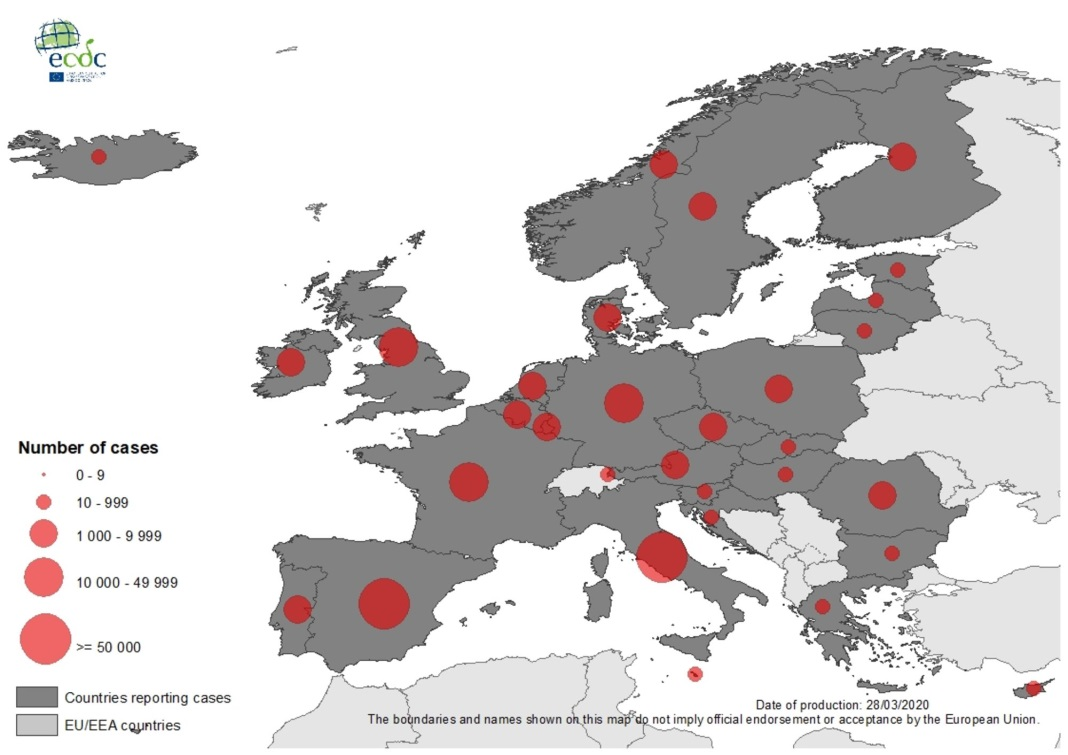 ecdc
Number of cases
0 - 9
10 - 999
1 000 - 9 999
10 000 - 49 999
>= 50 000
Countries reporting cases
EU/EEA countries
Date of production: 28/03/2020
The boundaries and names shown on this map do not imply official endorsement or acceptance by the European Union.